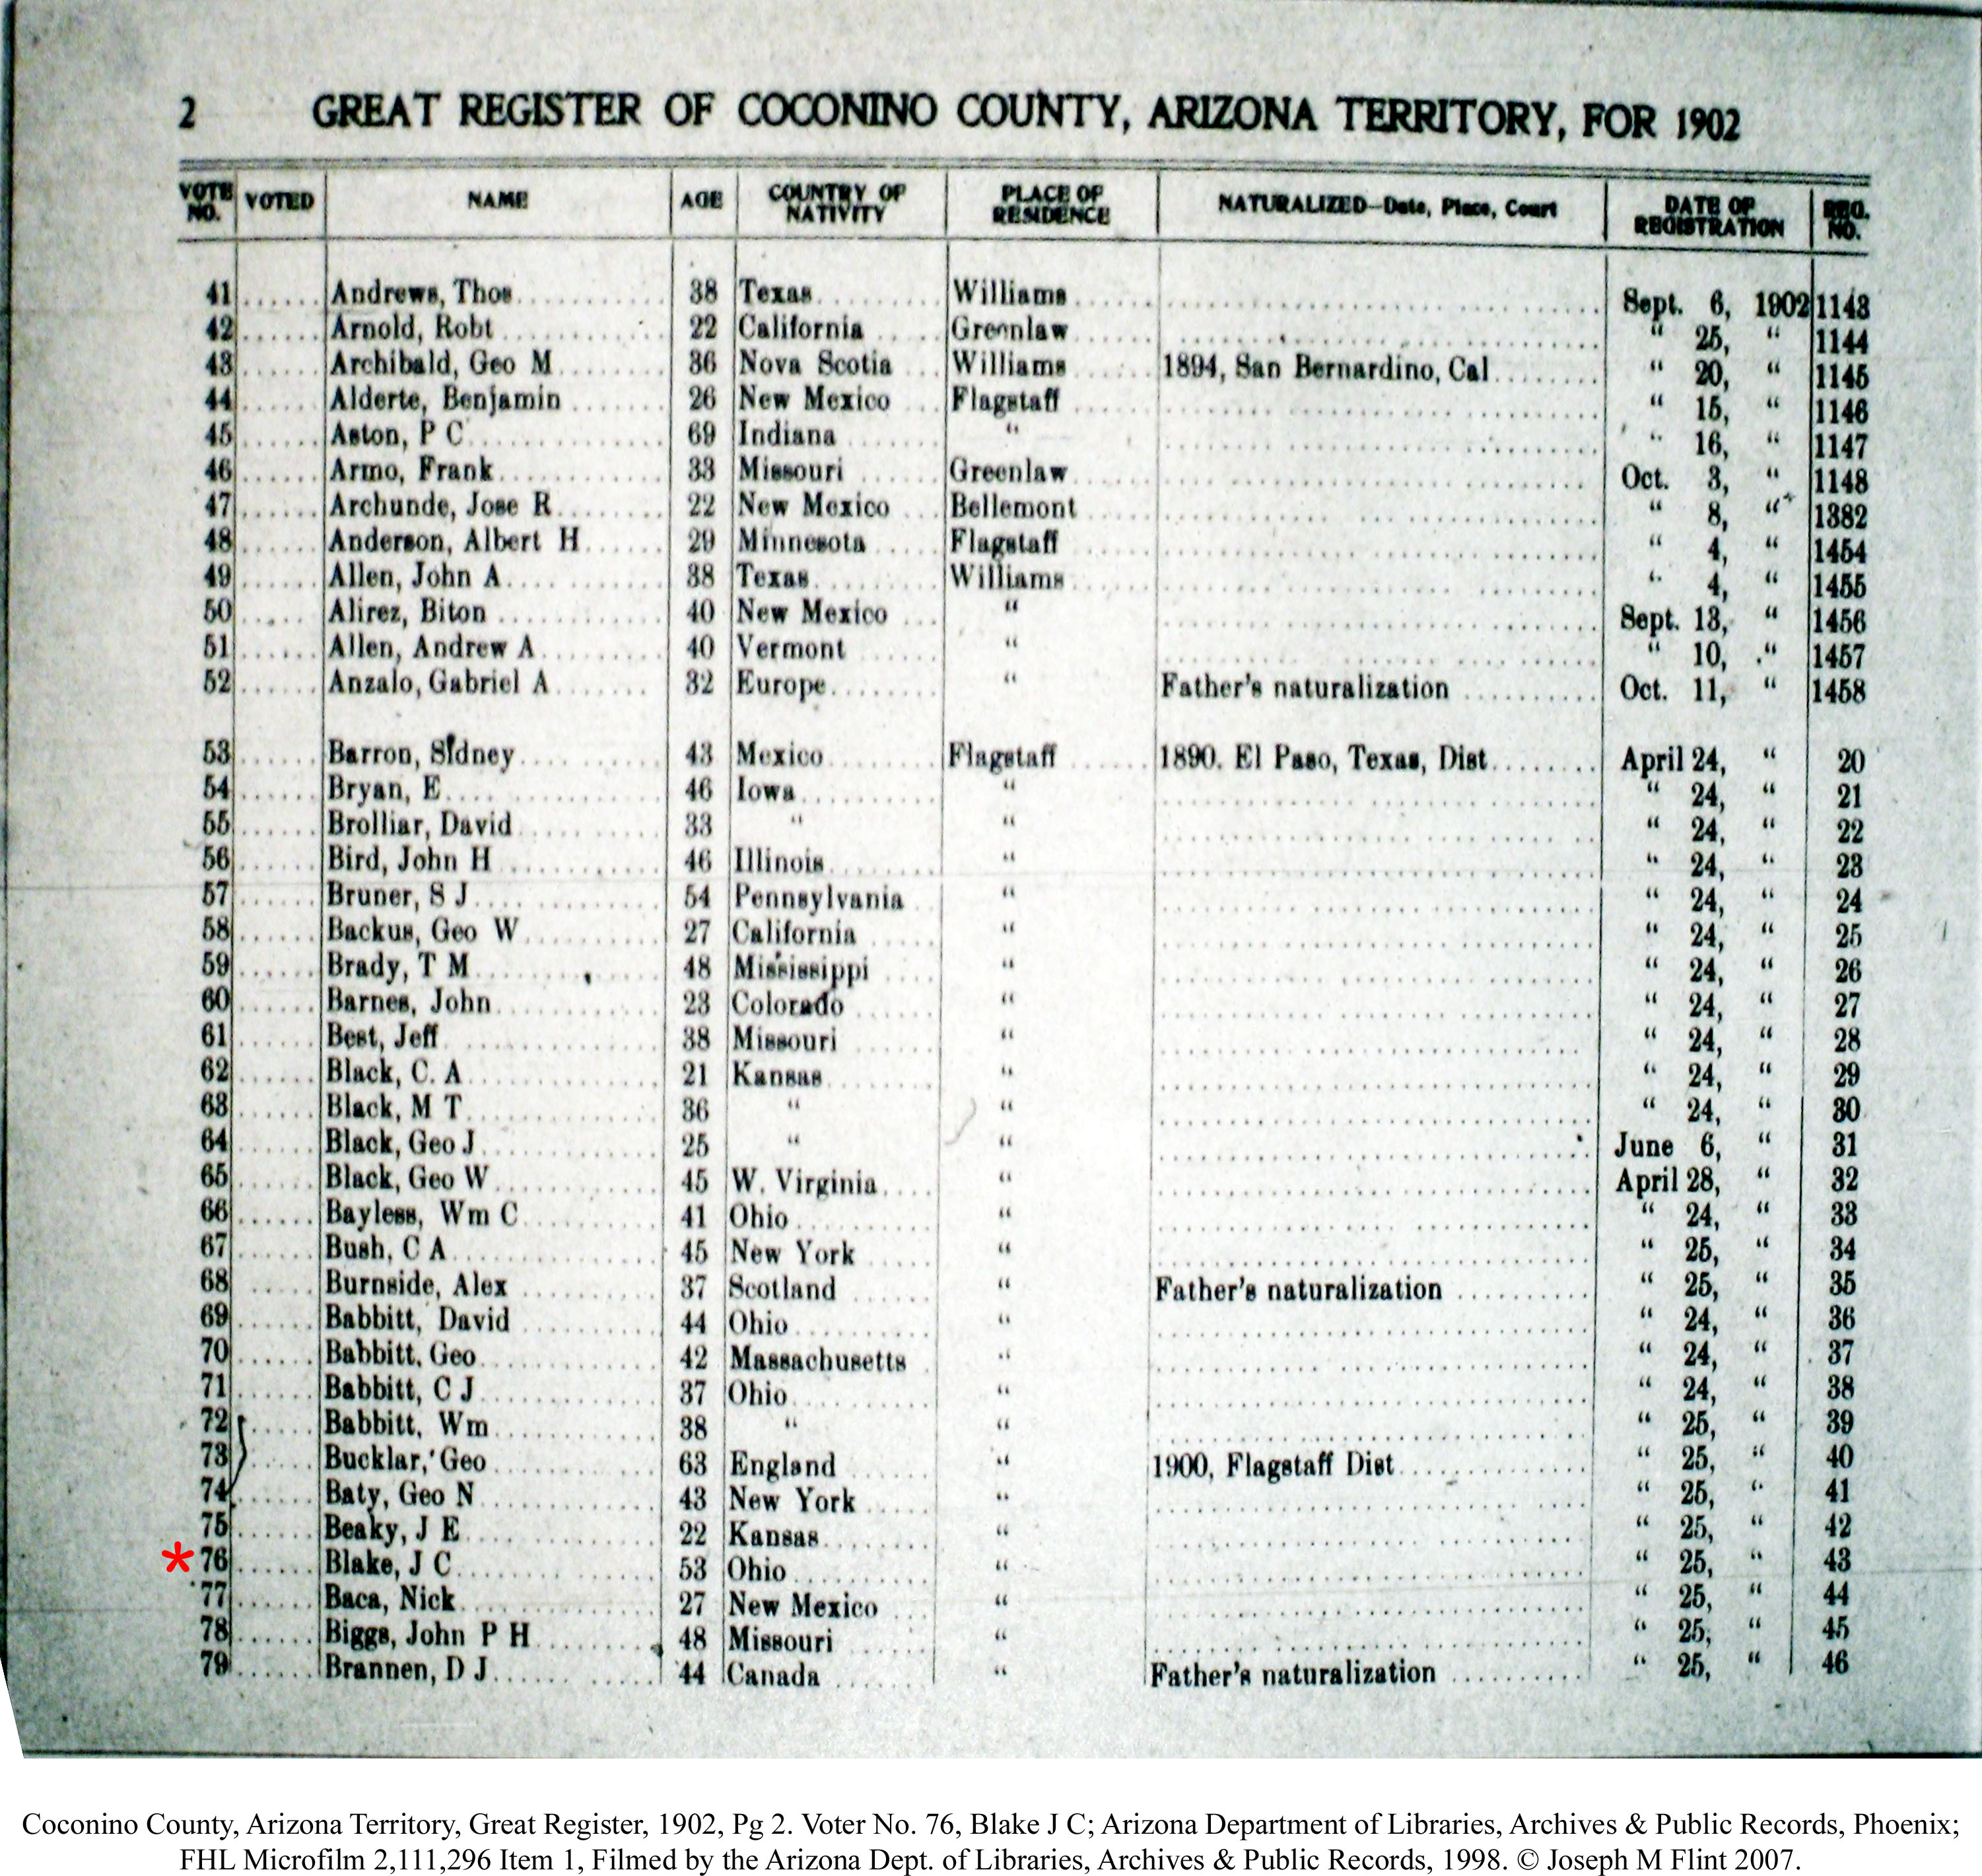 2 GREAT REGISTER OF COCONINO COUNTY, ARIZONA TERRITORY, FOR 1902
VOTE NO. VOTED NAME AGE COUNTRY OF NATIVITY PLACE OF RESIDENCE NATURALIZED—Date, Place, Court DATE OF REGISTRATION REG. NO.
41 Andrews, Thos 38 Texas Williams Sept. 6, 1902 1143
42 Arnold, Robt 22 California Greenlaw " 25, " 1144
43 Archibald, Geo M 36 Nova Scotia Williams 1894, San Bernardino, Cal " 20, " 1145
44 Alderte, Benjamin 26 New Mexico Flagstaff " 15, " 1146
45 Aston, P C 69 Indiana " " 16, " 1147
46 Armo, Frank 33 Missouri Greenlaw Oct. 3, " 1148
47 Archunde, Jose R 22 New Mexico Bellemont " 8, " 1382
48 Anderson, Albert H 29 Minnesota Flagstaff " 4, " 1454
49 Allen, John A 38 Texas Williams " 4, " 1455
50 Alirez, Biton 40 New Mexico " Sept. 13, " 1456
51 Allen, Andrew A 40 Vermont " " 10, " 1457
52 Anzalo, Gabriel A 32 Europe " Father's naturalization Oct. 11, " 1458
53 Barron, Sidney 43 Mexico Flagstaff 1890. El Paso, Texas, Dist April 24, " 20
54 Bryan, E 46 Iowa " " 24, " 21
55 Brolliar, David 33 " " " 24, " 22
56 Bird, John H 46 Illinois " " 24, " 23
57 Bruner, S J 54 Pennsylvania " " 24, " 24
58 Backus, Geo W 27 California " " 24, " 25
59 Brady, T M 48 Mississippi " " 24, " 26
60 Barnes, John 23 Colorado " " 24, " 27
61 Best, Jeff 38 Missouri " " 24, " 28
62 Black, C. A 21 Kansas " " 24, " 29
63 Black, M T 36 " " " 24, " 30
64 Black, Geo J 25 " " June 6, " 31
65 Black, Geo W 45 W. Virginia " April 28, " 32
66 Bayless, Wm C 41 Ohio " " 24, " 33
67 Bush, C A 45 New York " " 25, " 34
68 Burnside, Alex 37 Scotland " Father's naturalization " 25, " 35
69 Babbitt, David 44 Ohio " " 24, " 36
70 Babbitt, Geo 42 Massachusetts " " 24, " 37
71 Babbitt, C J 37 Ohio " " 24, " 38
72 Babbitt, Wm 38 " " " 25, " 39
73 Bucklar, Geo 63 England " 1900, Flagstaff Dist " 25, " 40
74 Baty, Geo N 43 New York " " 25, " 41
75 Beaky, J E 22 Kansas " " 25, " 42
* 76 Blake, J C 53 Ohio " " 25, " 43
77 Baca, Nick 27 New Mexico " " 25, " 44
78 Biggs, John P H 48 Missouri " " 25, " 45
79 Brannen, D J 44 Canada " Father's naturalization " 25, " 46
Coconino County, Arizona Territory, Great Register, 1902, Pg 2. Voter No. 76, Blake J C; Arizona Department of Libraries, Archives & Public Records, Phoenix;
FHL Microfilm 2,111,296 Item 1, Filmed by the Arizona Dept. of Libraries, Archives & Public Records, 1998. © Joseph M Flint 2007.